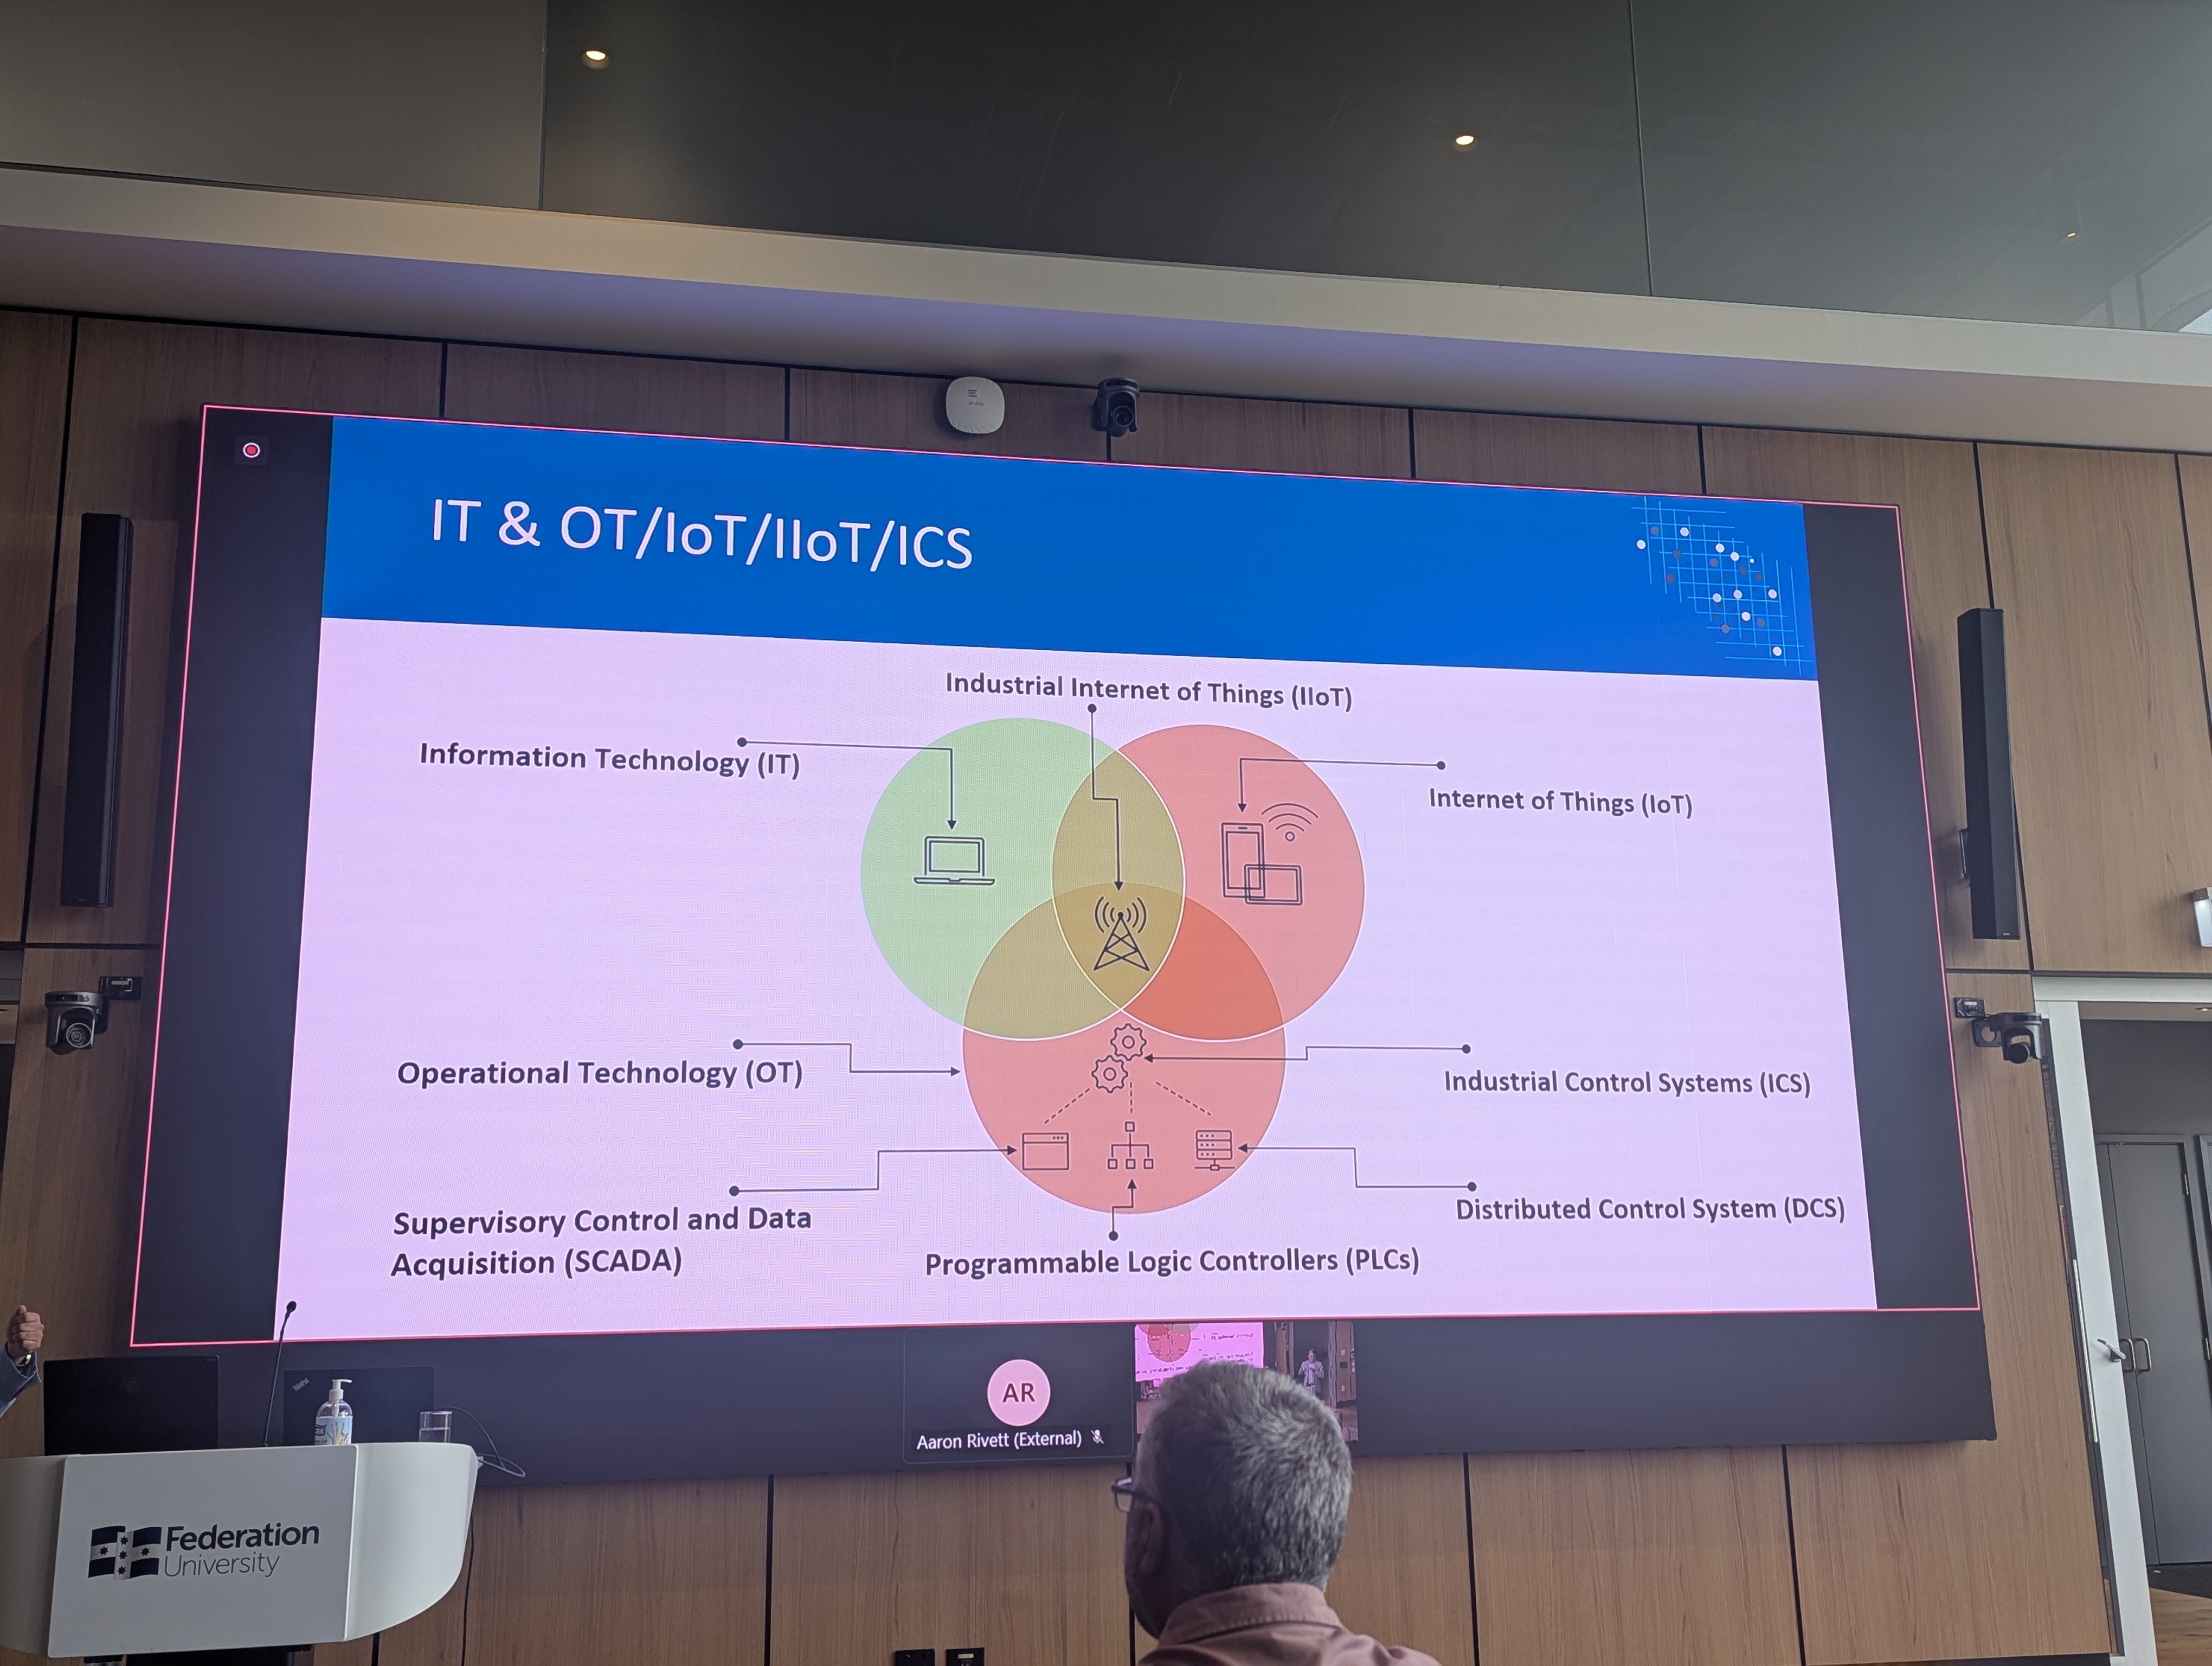 IT & OT/IoT/IIoT/ICS
Industrial Internet of Things (IIoT)
Information Technology (IT)
Internet of Things (IoT)
Operational Technology (OT)
Industrial Control Systems (ICS)
Supervisory Control and Data
Acquisition (SCADA)
Distributed Control System (DCS)
Programmable Logic Controllers (PLCs)
AR
Aaron Rivett (External)
ThinkPad
Federation
University